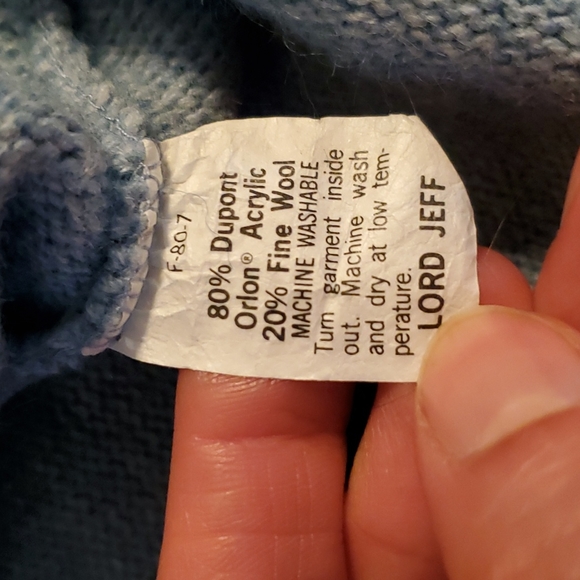 F-80-7
80% Dupont
Orlon® Acrylic
20% Fine Wool
MACHINE WASHABLE
Turn garment inside
out. Machine wash
and dry at low tem-
perature.
LORD JEFF